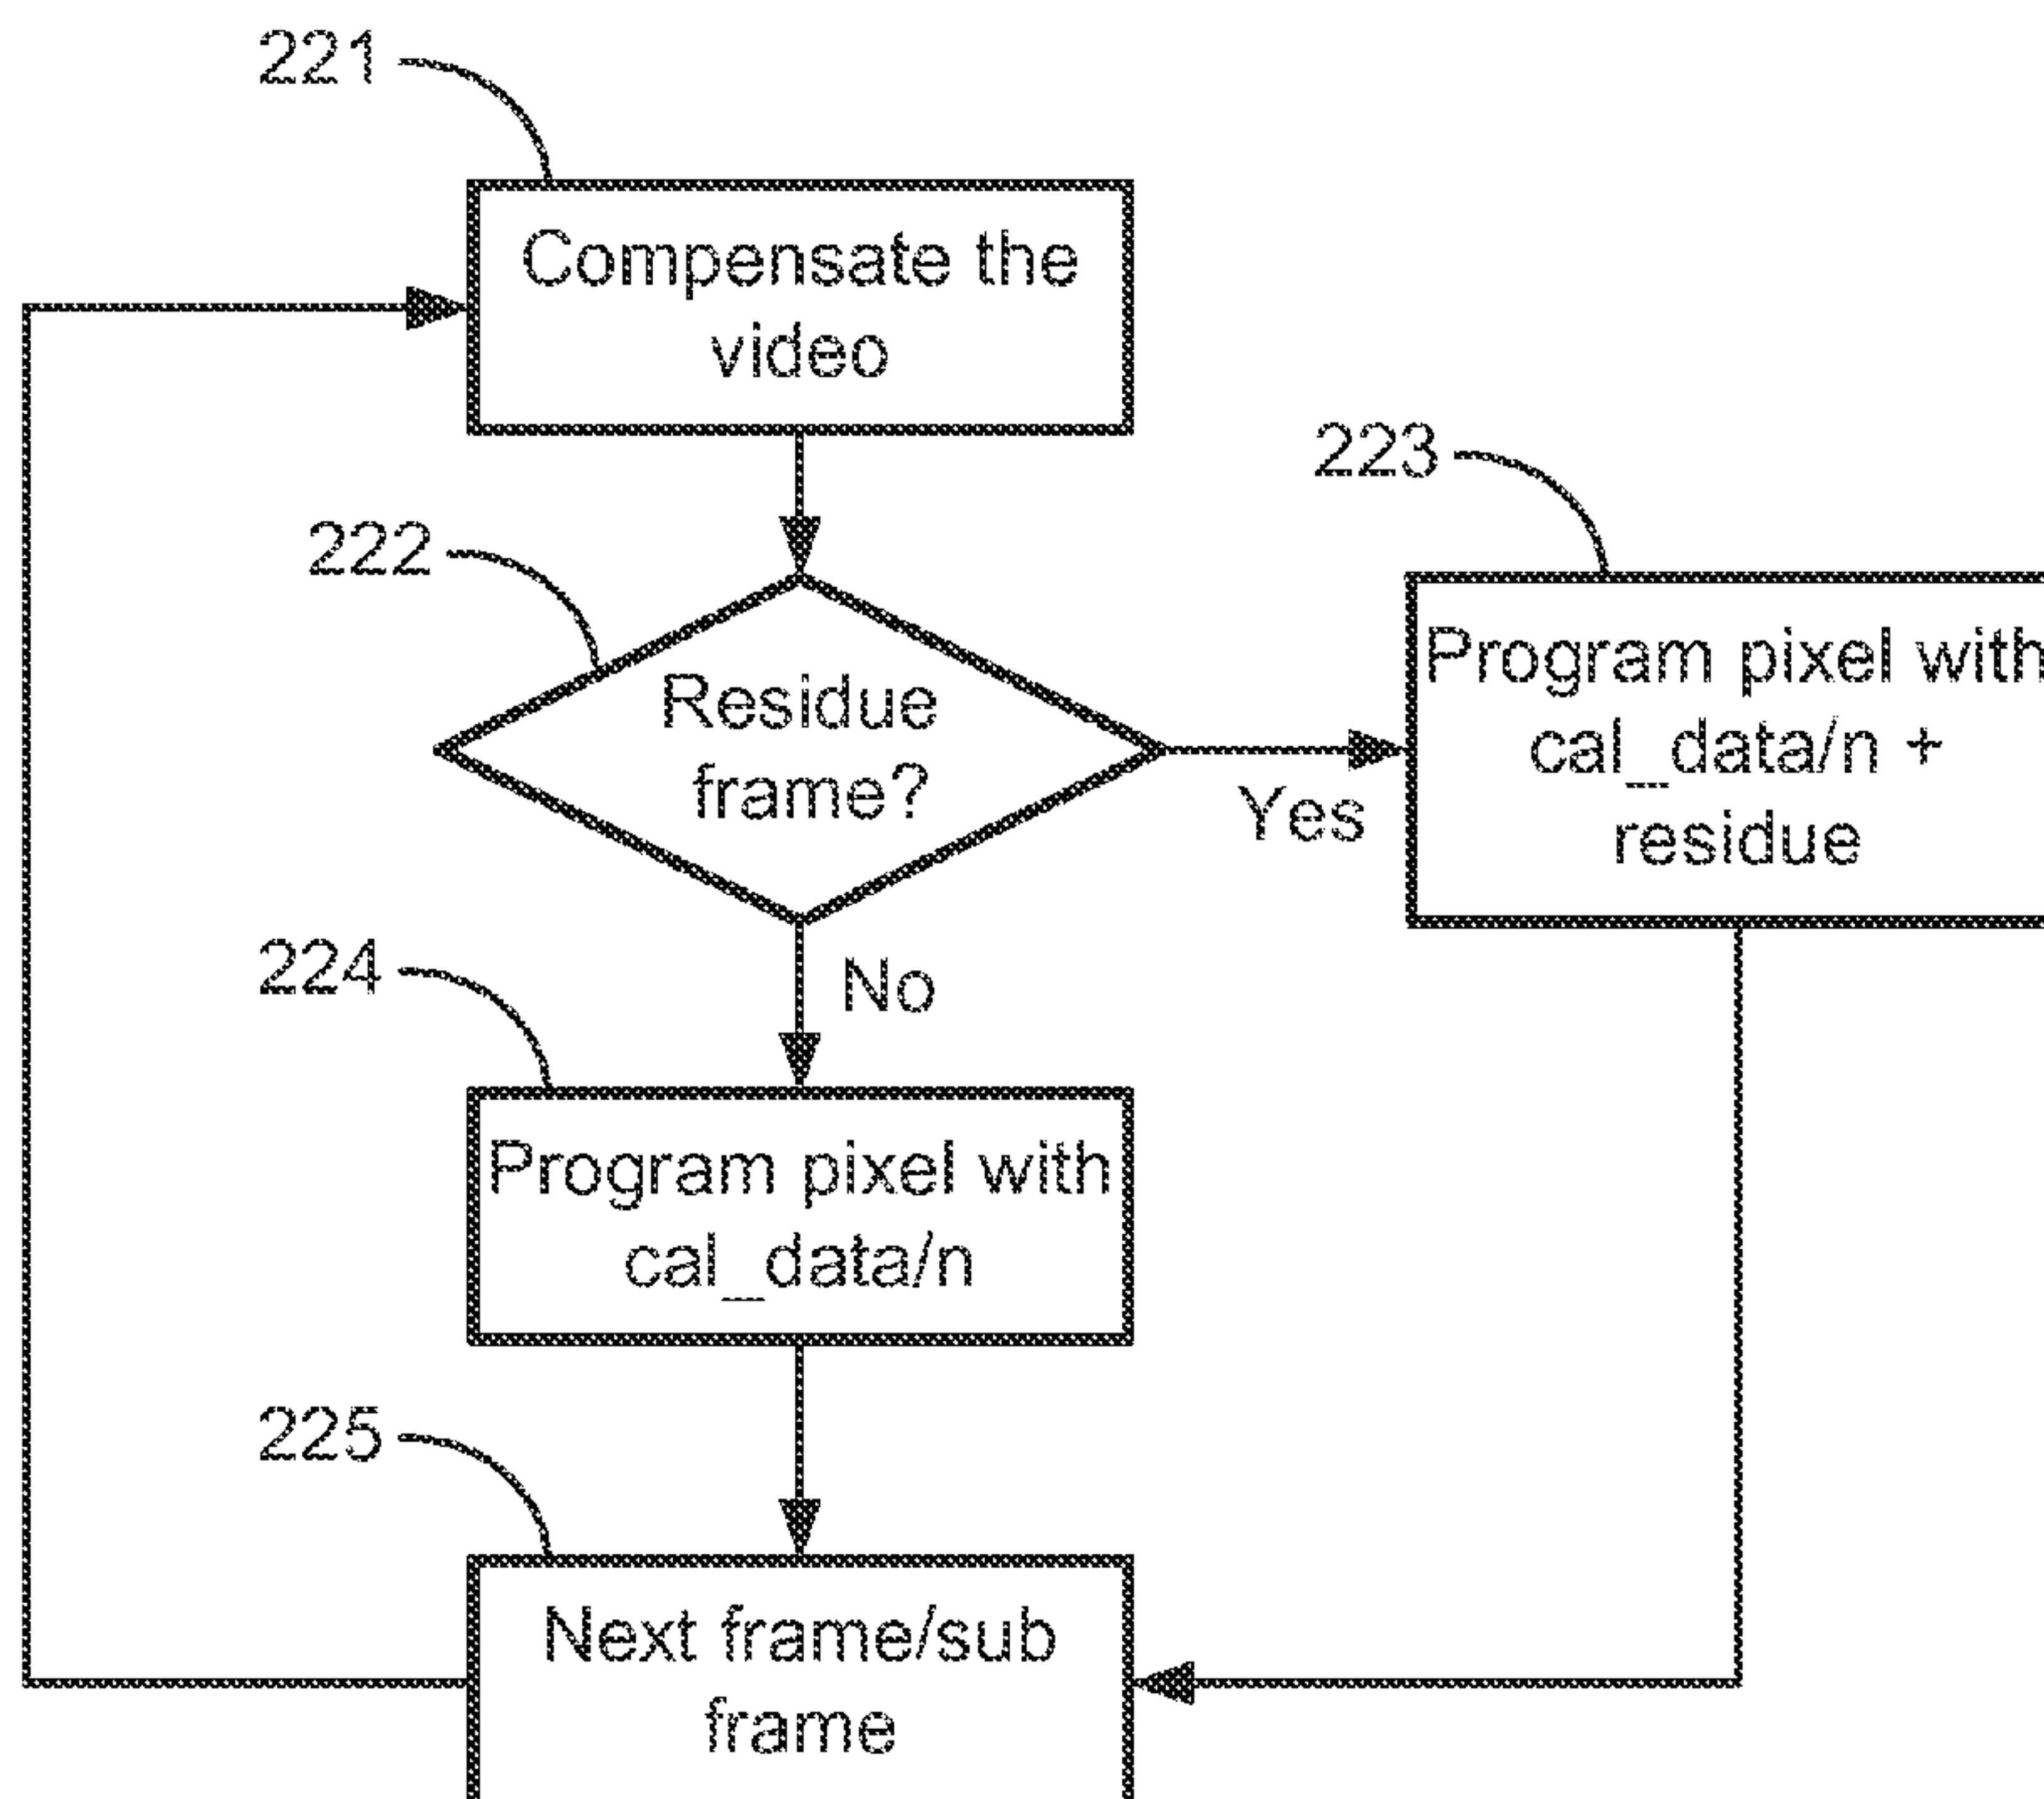 221
Compensate the
video
222
Residue
frame?
Yes
223
Program pixel with
cal_data/n +
residue
No
224
Program pixel with
cal_data/n
225
Next frame/sub
frame